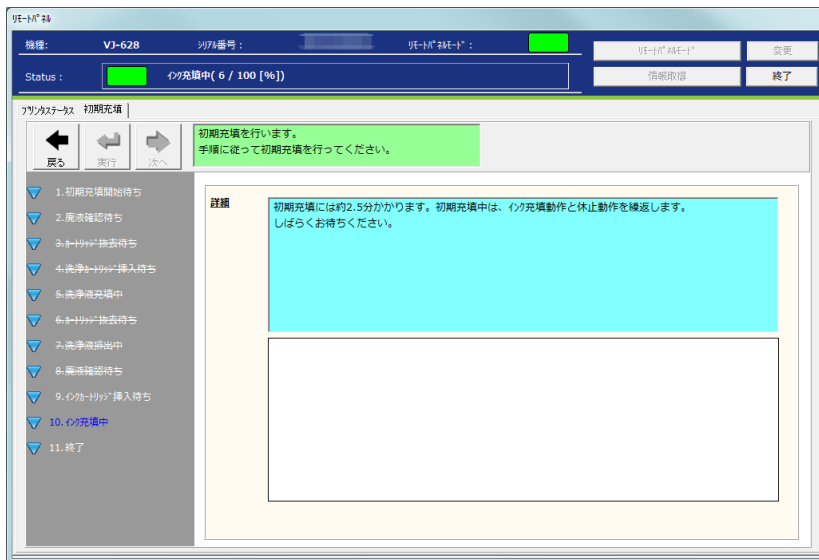 リモートパネル
機種: VJ-628 シリアル番号: リモートパネルモード:
リモートパネルモード 変更
Status : インク充填中( 6 / 100 [%])
情報取得 終了
プリンタステータス 初期充填
戻る 実行 次へ
初期充填を行います。
手順に従って初期充填を行ってください。
1.初期充填開始待ち
2.廃液確認待ち
3.カートリッジ抜去待ち
4.洗浄カートリッジ挿入待ち
5.洗浄液充填中
6.カートリッジ抜去待ち
7.洗浄液排出中
8.廃液確認待ち
9.インクカートリッジ挿入待ち
10.インク充填中
11.終了
詳細
初期充填には約2.5分かかります。初期充填中は、インク充填動作と休止動作を繰返します。
しばらくお待ちください。